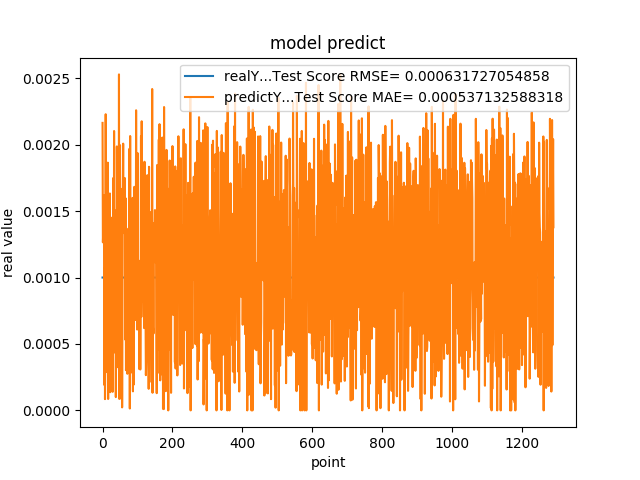 model predict
realY...Test Score RMSE= 0.000631727054858
predictY...Test Score MAE= 0.000537132588318
0.0025
0.0020
0.0015
0.0010
0.0005
0.0000
real value
0 200 400 600 800 1000 1200
point